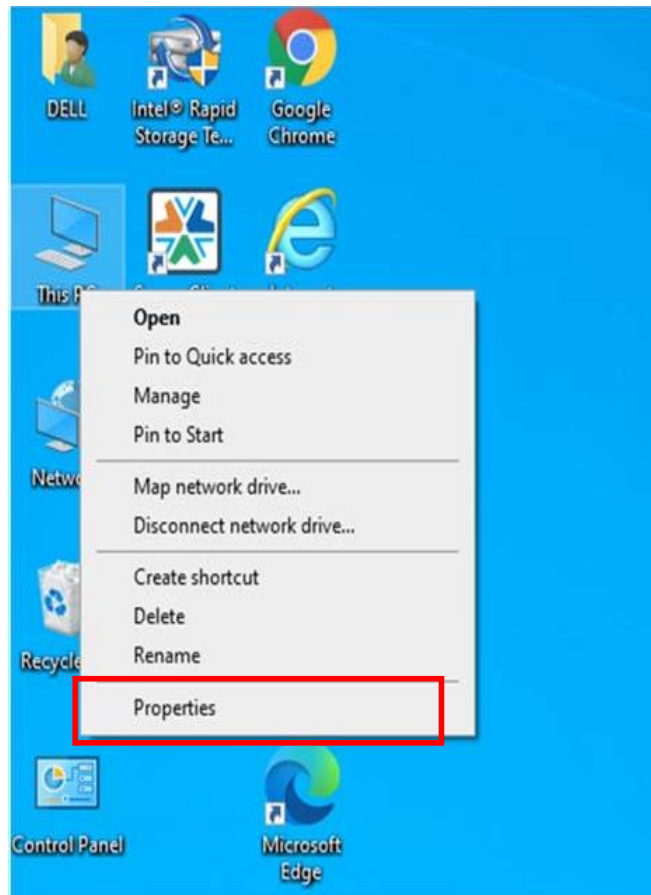 DELL
Intel® Rapid
Storage Te...
Google
Chrome
This
Open
Pin to Quick access
Manage
Pin to Start
Map network drive...
Disconnect network drive...
Create shortcut
Delete
Rename
Properties
Control Panel
Microsoft
Edge